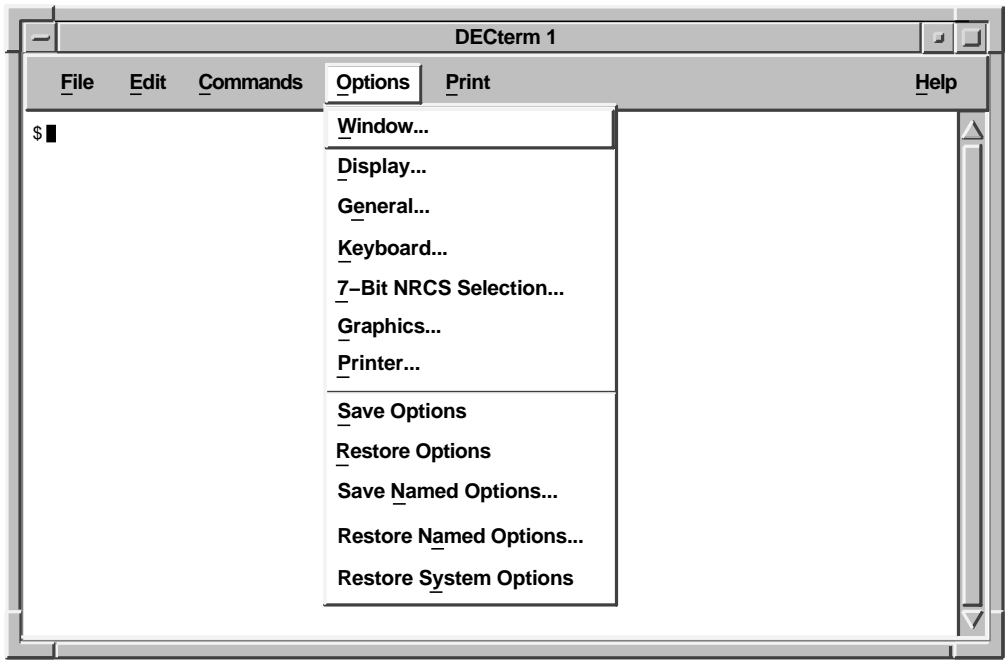 DECterm 1
File Edit Commands Options Print Help
$
Window...
Display...
General...
Keyboard...
7–Bit NRCS Selection...
Graphics...
Printer...
Save Options
Restore Options
Save Named Options...
Restore Named Options...
Restore System Options